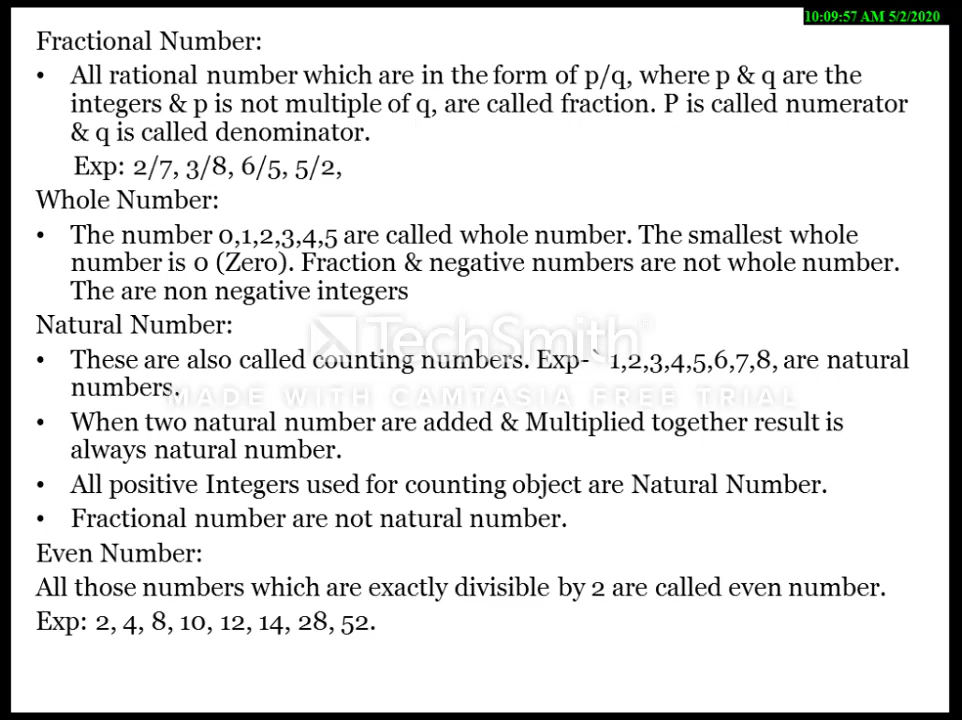 10:09:57 AM 5/2/2020
Fractional Number:
• All rational number which are in the form of p/q, where p & q are the
integers & p is not multiple of q, are called fraction. P is called numerator
& q is called denominator.
Exp: 2/7, 3/8, 6/5, 5/2,
Whole Number:
• The number 0,1,2,3,4,5 are called whole number. The smallest whole
number is 0 (Zero). Fraction & negative numbers are not whole number.
The are non negative integers
Natural Number:
TechSmith
• These are also called counting numbers. Exp-` 1,2,3,4,5,6,7,8, are natural
numbers.
MADE WITH CAMTASIA FREE TRIAL
• When two natural number are added & Multiplied together result is
always natural number.
• All positive Integers used for counting object are Natural Number.
• Fractional number are not natural number.
Even Number:
All those numbers which are exactly divisible by 2 are called even number.
Exp: 2, 4, 8, 10, 12, 14, 28, 52.